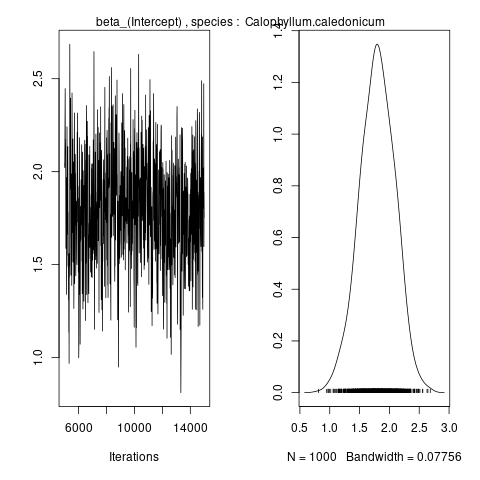 beta_(Intercept) , species : Calophyllum.caledonicum
1.0 1.5 2.0 2.5
6000 10000 14000
Iterations
0.0 0.2 0.4 0.6 0.8 1.0 1.2 1.4
0.5 1.0 1.5 2.0 2.5 3.0
N = 1000 Bandwidth = 0.07756